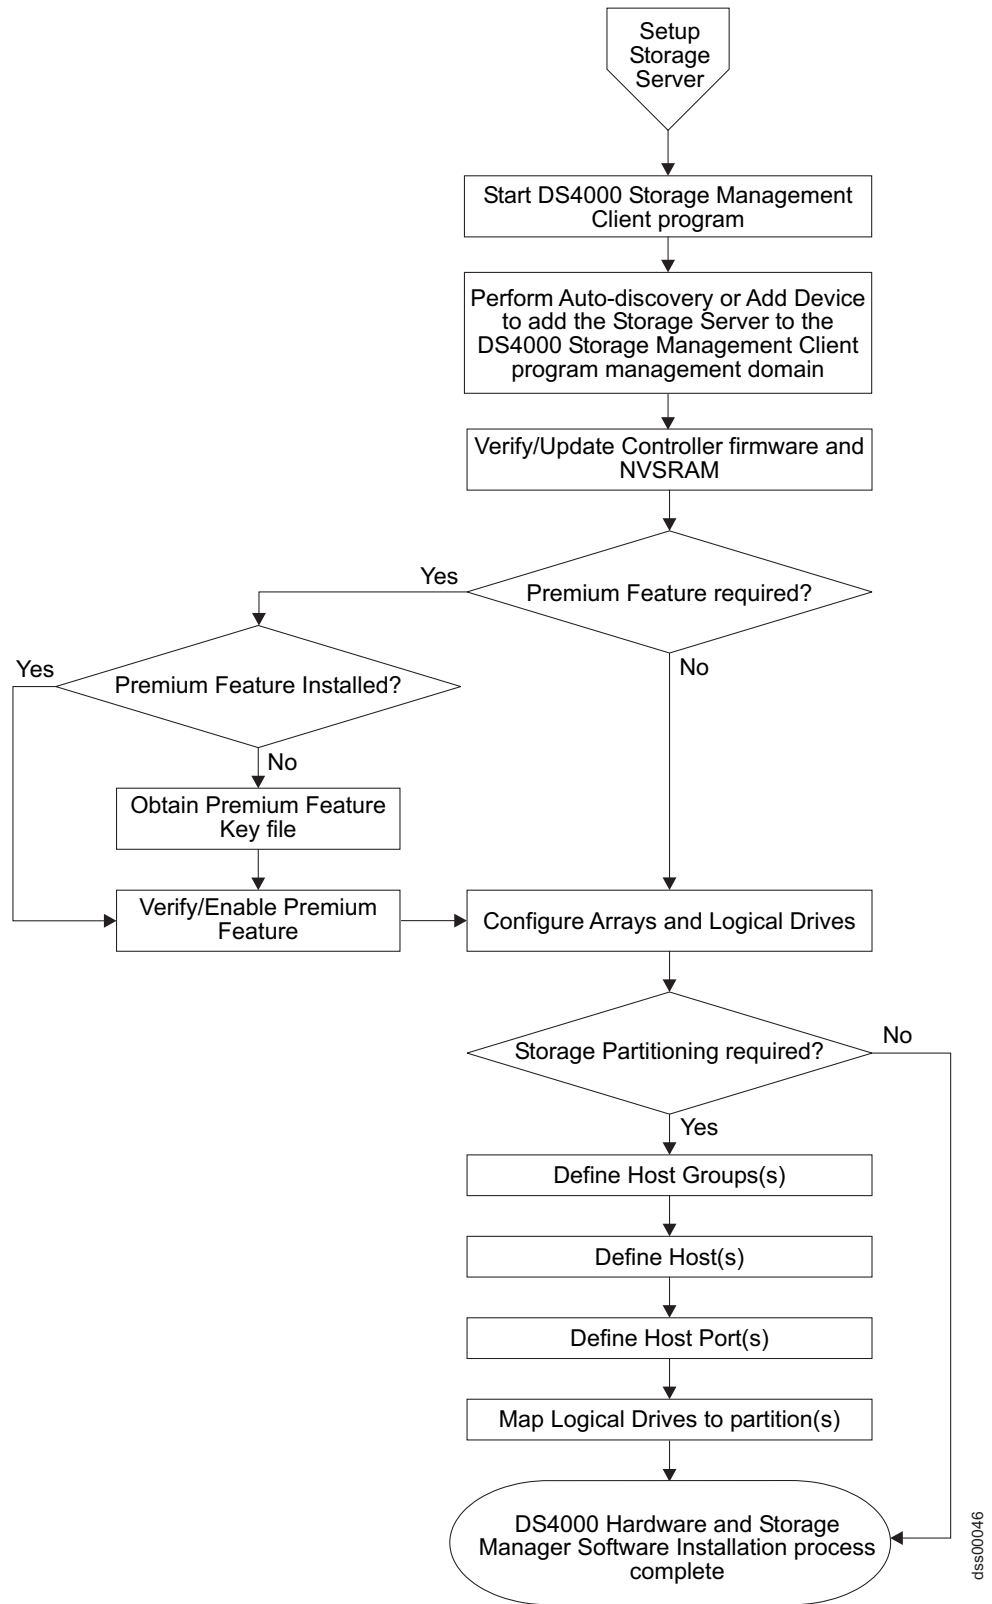 Setup
Storage
Server
Start DS4000 Storage Management
Client program
Perform Auto-discovery or Add Device
to add the Storage Server to the
DS4000 Storage Management Client
program management domain
Verify/Update Controller firmware and
NVSRAM
Yes
Premium Feature required?
Yes
Premium Feature Installed?
No
No
Obtain Premium Feature
Key file
Verify/Enable Premium
Feature
Configure Arrays and Logical Drives
No
Storage Partitioning required?
Yes
Define Host Groups(s)
Define Host(s)
Define Host Port(s)
Map Logical Drives to partition(s)
DS4000 Hardware and Storage
Manager Software Installation process
complete
dss00046